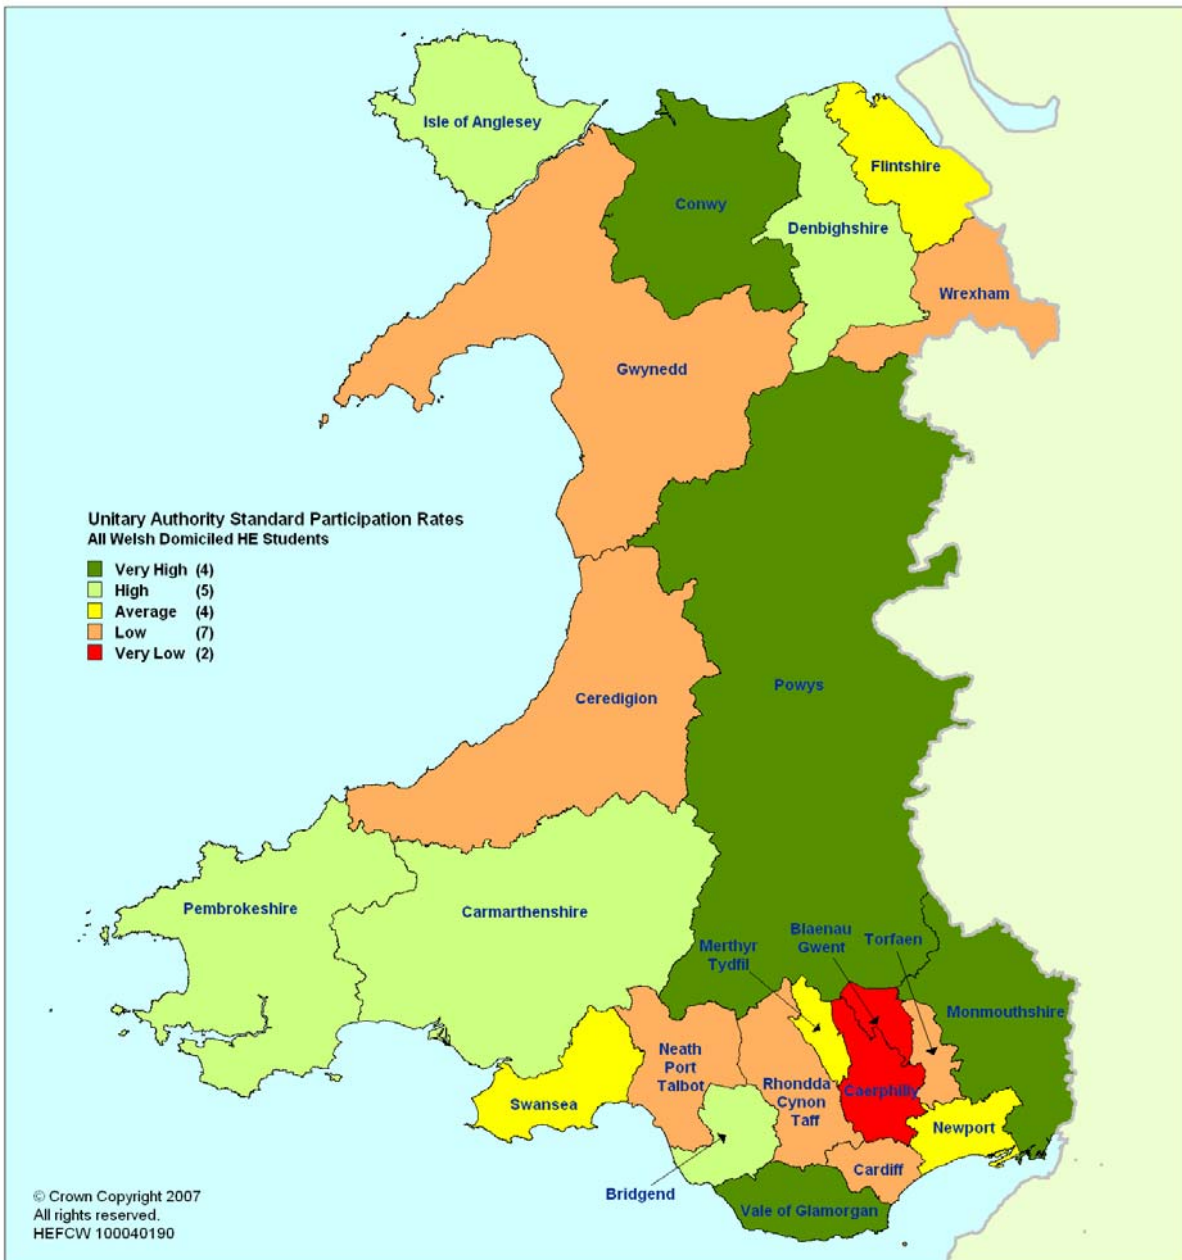 Isle of Anglesey
Flintshire
Conwy
Denbighshire
Wrexham
Gwynedd
Unitary Authority Standard Participation Rates
All Welsh Domiciled HE Students
Very High (4)
High (5)
Average (4)
Low (7)
Very Low (2)
Powys
Ceredigion
Pembrokeshire
Carmarthenshire
Merthyr
Tydfil
Blaenau
Gwent
Torfaen
Monmouthshire
Neath
Port
Talbot
Rhondda
Cynon
Taff
Caerphilly
Swansea
Newport
Cardiff
Bridgend
Vale of Glamorgan
© Crown Copyright 2007
All rights reserved.
HEFCW 100040190